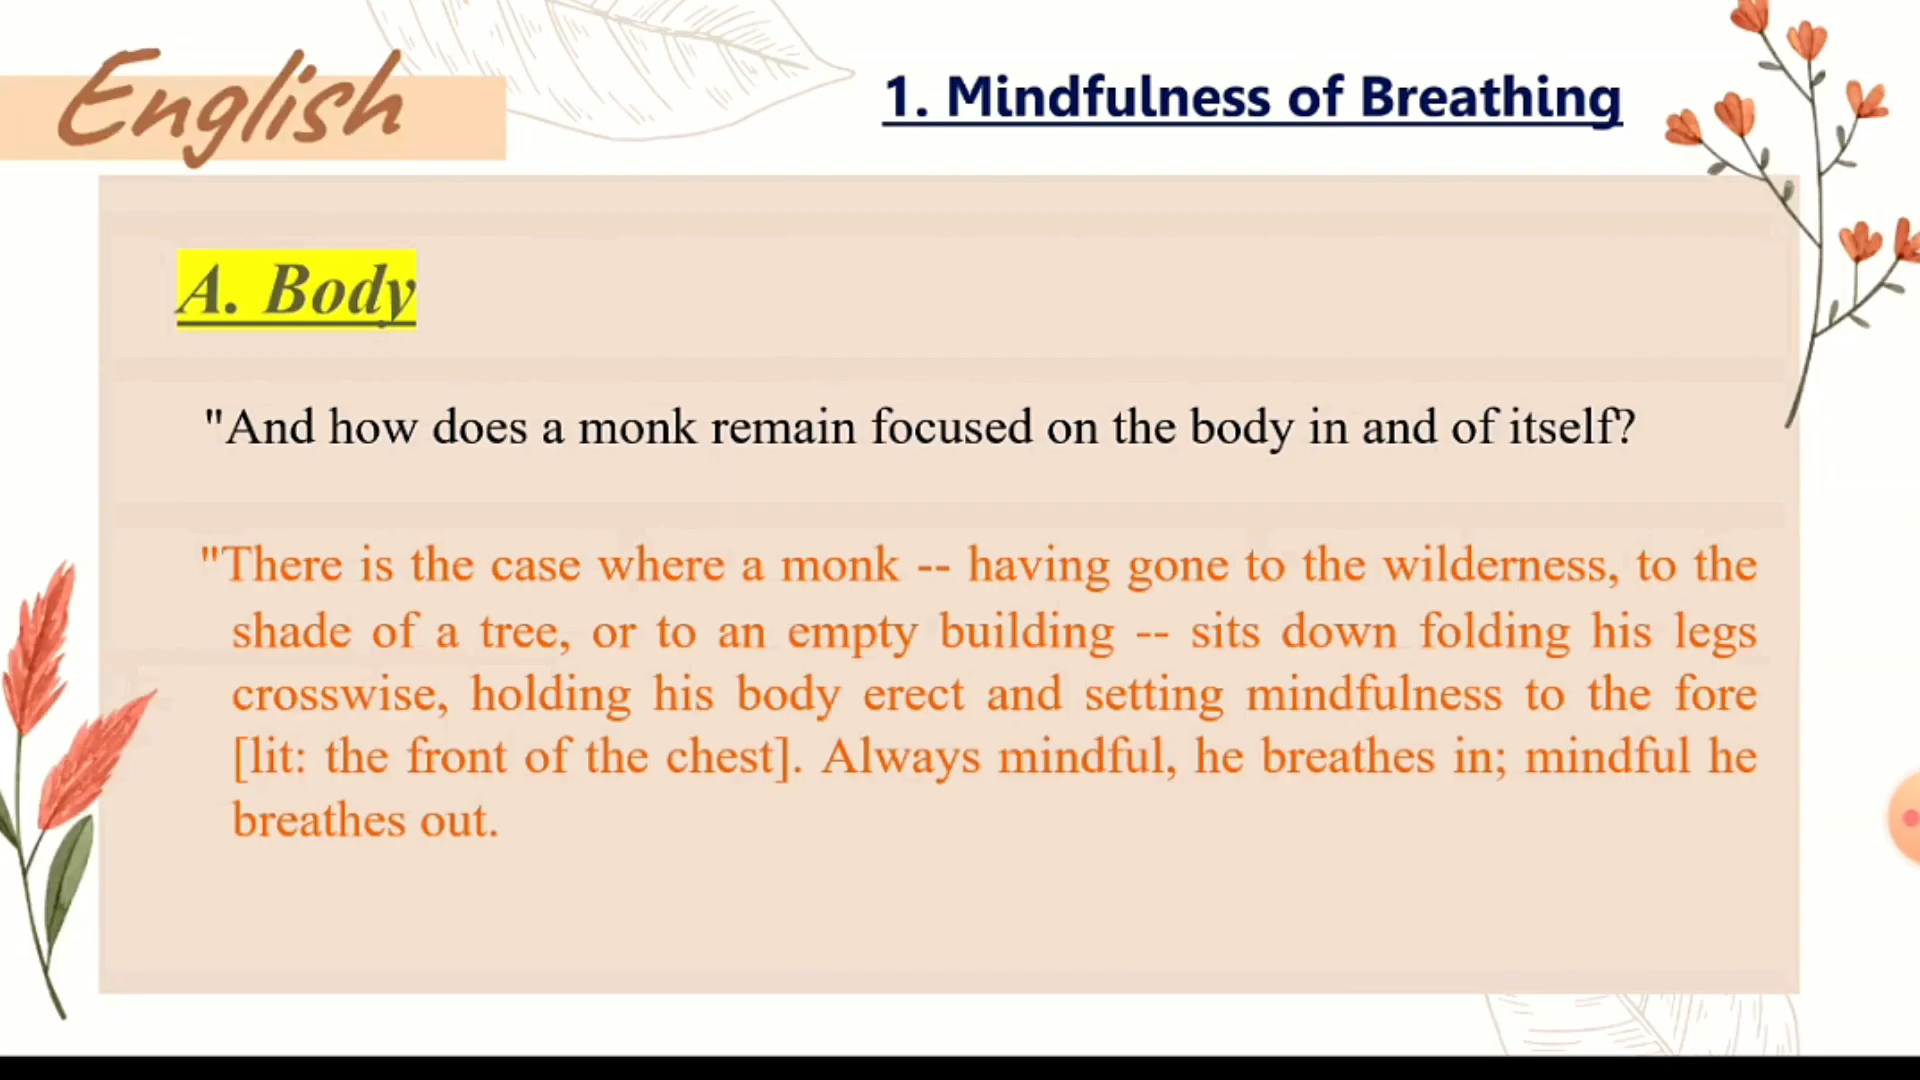 English
1. Mindfulness of Breathing
A. Body
"And how does a monk remain focused on the body in and of itself?
"There is the case where a monk -- having gone to the wilderness, to the
shade of a tree, or to an empty building -- sits down folding his legs
crosswise, holding his body erect and setting mindfulness to the fore
[lit: the front of the chest]. Always mindful, he breathes in; mindful he
breathes out.